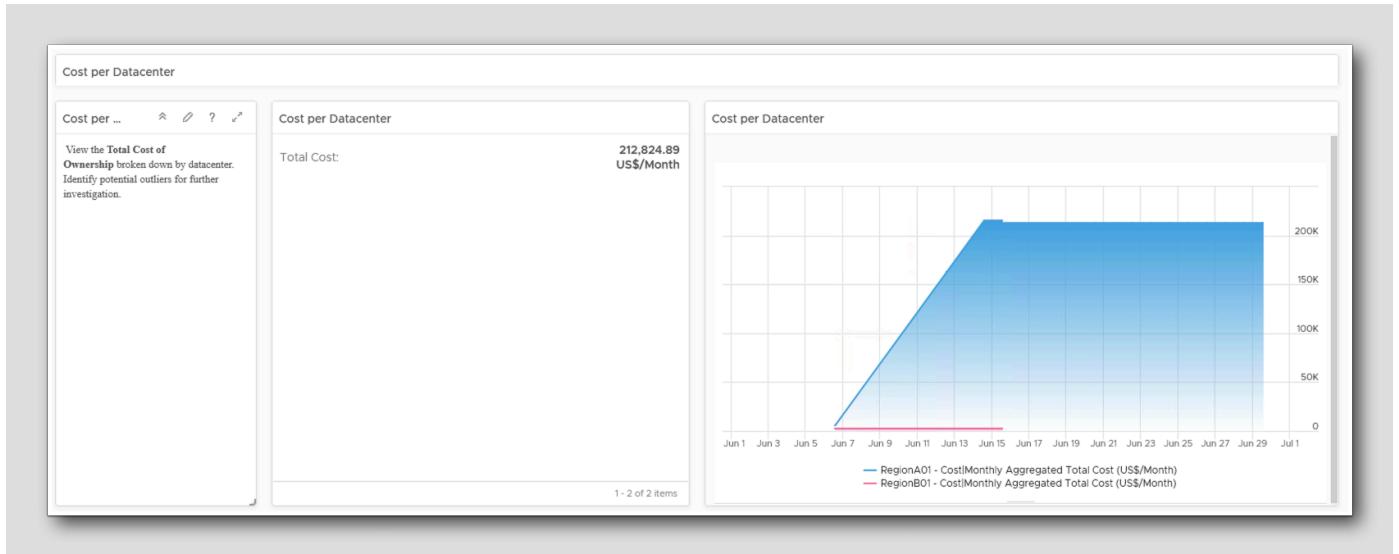 Cost per Datacenter
Cost per ...
?
View the Total Cost of
Ownership broken down by datacenter.
Identify potential outliers for further
investigation.
Cost per Datacenter
Total Cost:
212,824.89
US$/Month
1 - 2 of 2 items
Cost per Datacenter
200K
150K
100K
50K
0
Jun 1 Jun 3 Jun 5 Jun 7 Jun 9 Jun 11 Jun 13 Jun 15 Jun 17 Jun 19 Jun 21 Jun 23 Jun 25 Jun 27 Jun 29 Jul 1
RegionA01 - Cost|Monthly Aggregated Total Cost (US$/Month)
RegionB01 - Cost|Monthly Aggregated Total Cost (US$/Month)